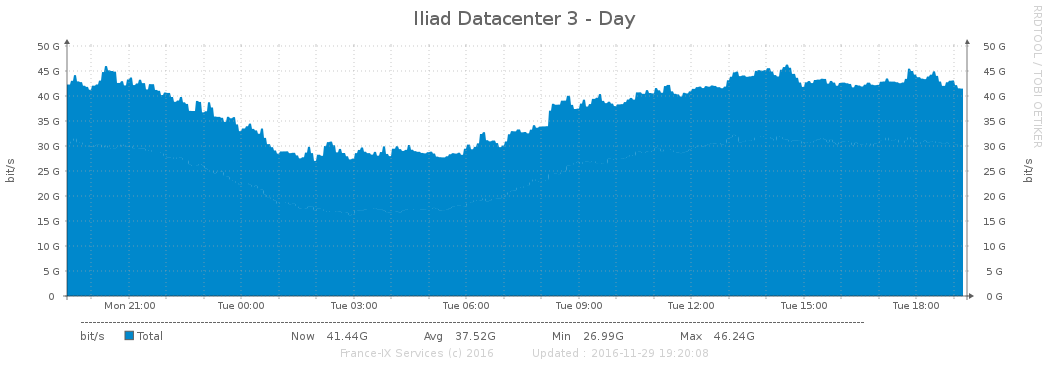 Iliad Datacenter 3 - Day
RRDTOOL / TOBI OETIKER
bit/s
50 G
45 G
40 G
35 G
30 G
25 G
20 G
15 G
10 G
5 G
0
50 G
45 G
40 G
35 G
30 G
25 G
20 G
15 G
10 G
5 G
0 G
bit/s
Mon 21:00 Tue 00:00 Tue 03:00 Tue 06:00 Tue 09:00 Tue 12:00 Tue 15:00 Tue 18:00
bit/s Total Now 41.44G Avg 37.52G Min 26.99G Max 46.24G
France-IX Services (c) 2016 Updated : 2016-11-29 19:20:08